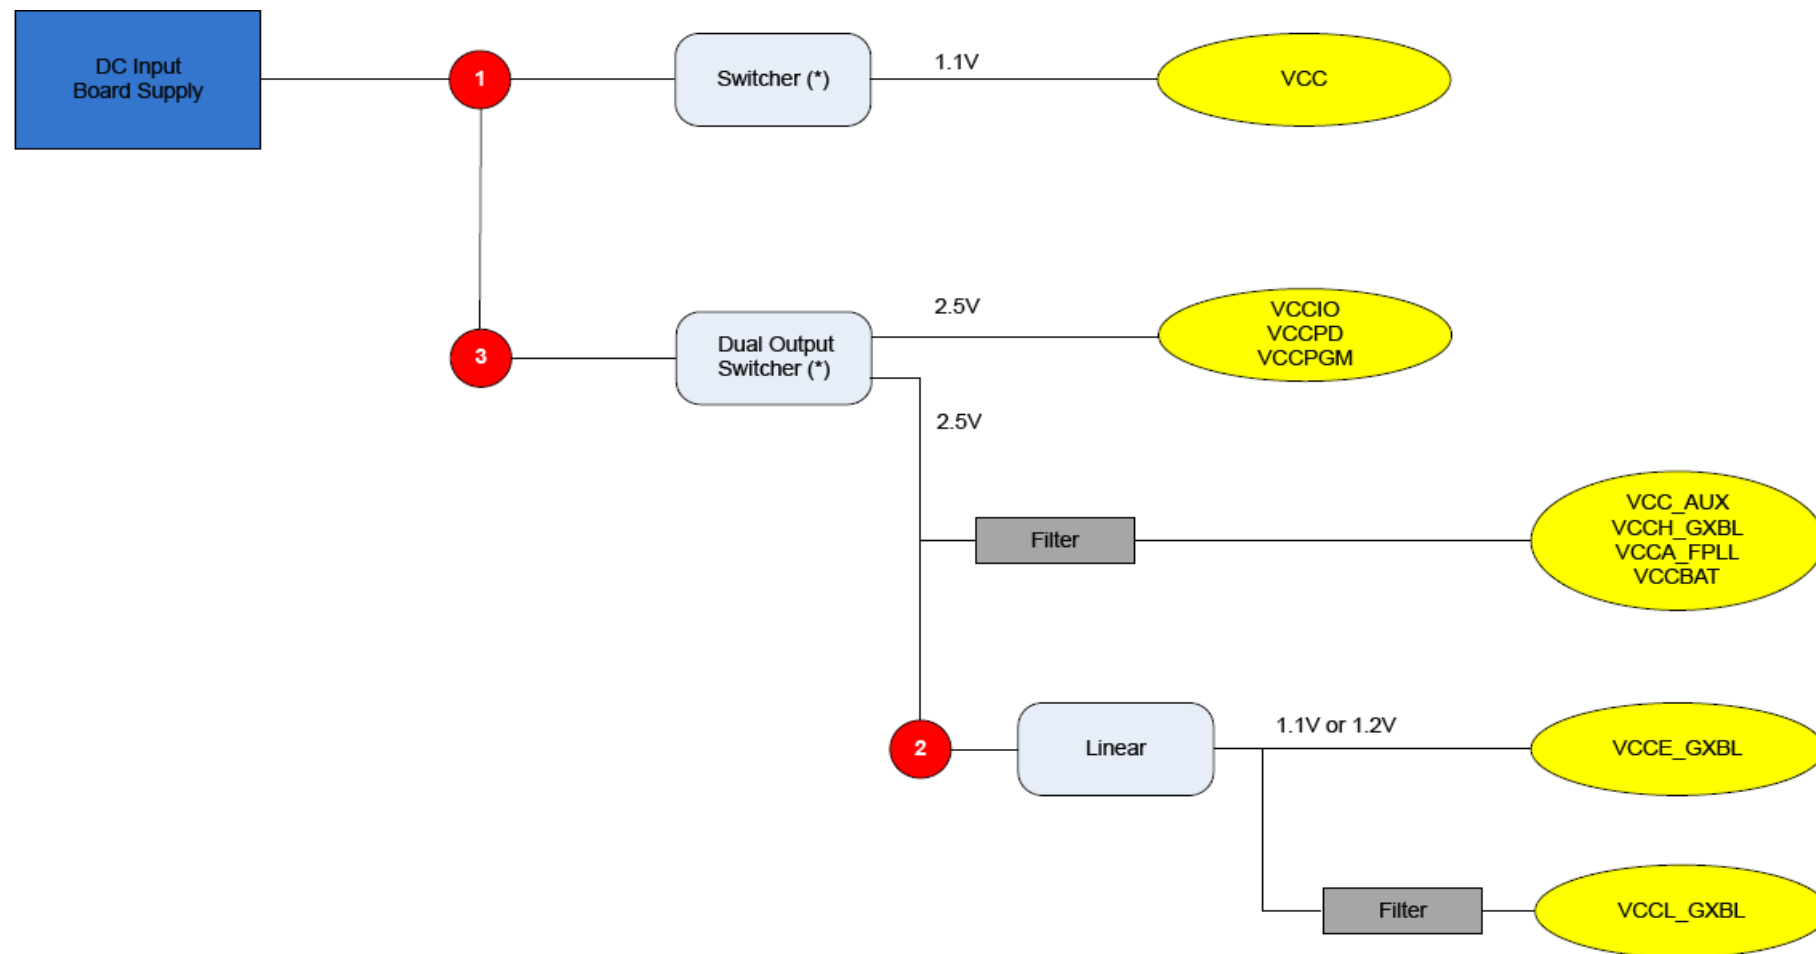 DC Input
Board Supply
1
Switcher (*)
1.1V
VCC
3
Dual Output
Switcher (*)
2.5V
VCCIO
VCCPD
VCCPGM
2.5V
Filter
VCC_AUX
VCCH_GXBL
VCCA_FPLL
VCCBAT
2
Linear
1.1V or 1.2V
VCCE_GXBL
Filter
VCCL_GXBL